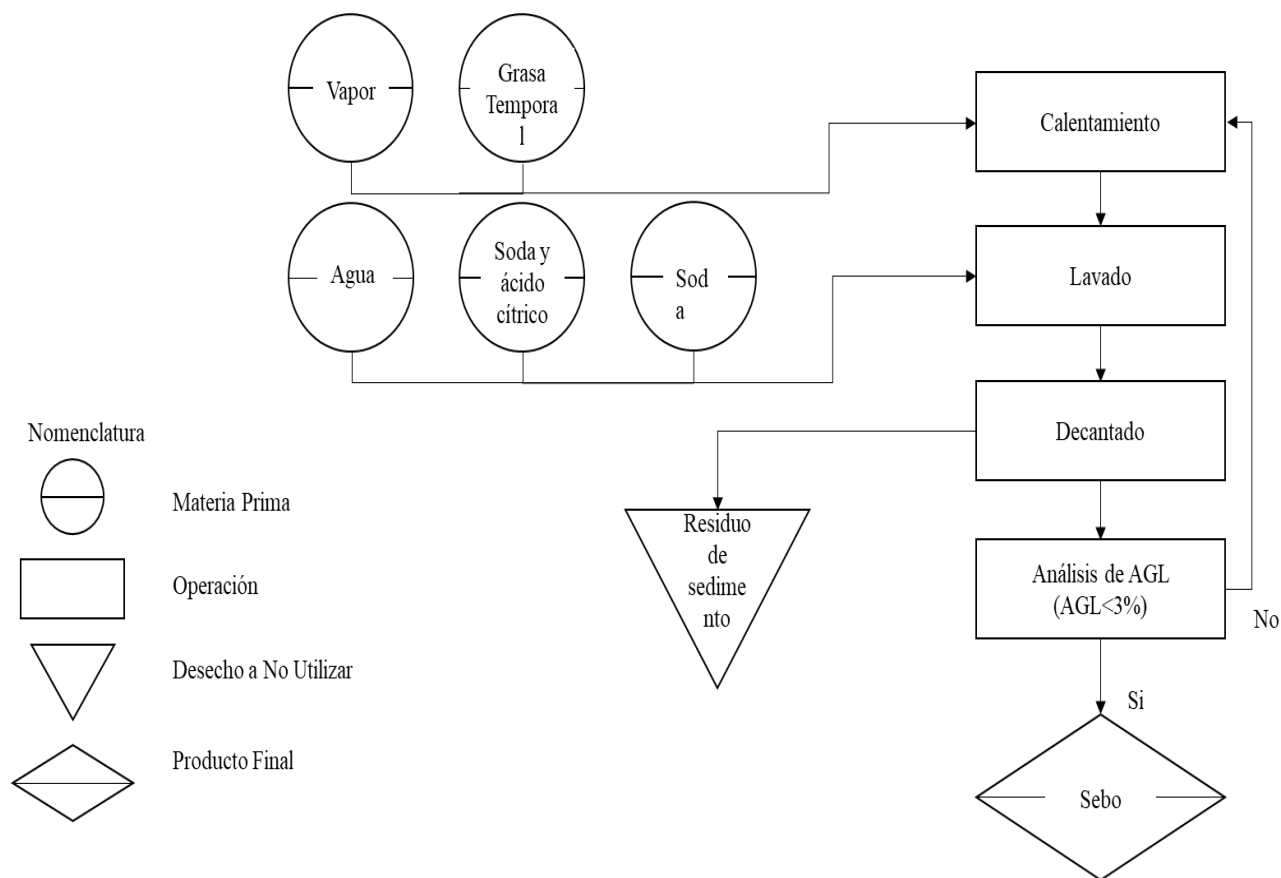 Vapor
Grasa
Tempora
l
Calentamiento
Agua
Soda y
ácido
cítrico
Sod
a
Lavado
Decantado
Residuo
de
sedime
nto
Análisis de AGL
(AGL<3%)
No
Si
Sebo
Nomenclatura
Materia Prima
Operación
Desecho a No Utilizar
Producto Final